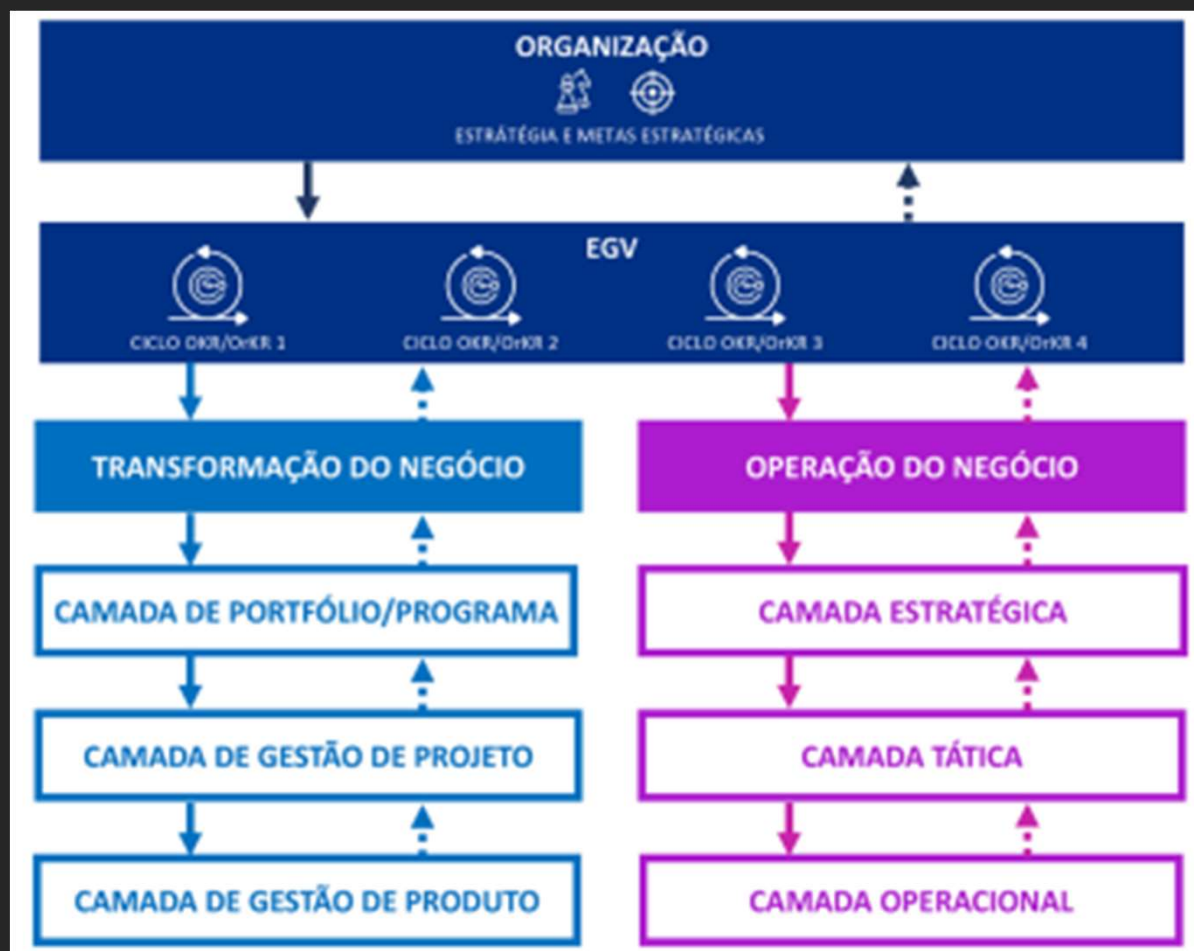 ORGANIZAÇÃO
ESTRÁTÉGIA E METAS ESTRATÉGICAS
EGV
CICLO OKR/OrKR 1
CICLO OKR/OrKR 2
CICLO OKR/OrKR 3
CICLO OKR/OrKR 4
TRANSFORMAÇÃO DO NEGÓCIO
OPERAÇÃO DO NEGÓCIO
CAMADA DE PORTFÓLIO/PROGRAMA
CAMADA ESTRATÉGICA
CAMADA DE GESTÃO DE PROJETO
CAMADA TÁTICA
CAMADA DE GESTÃO DE PRODUTO
CAMADA OPERACIONAL